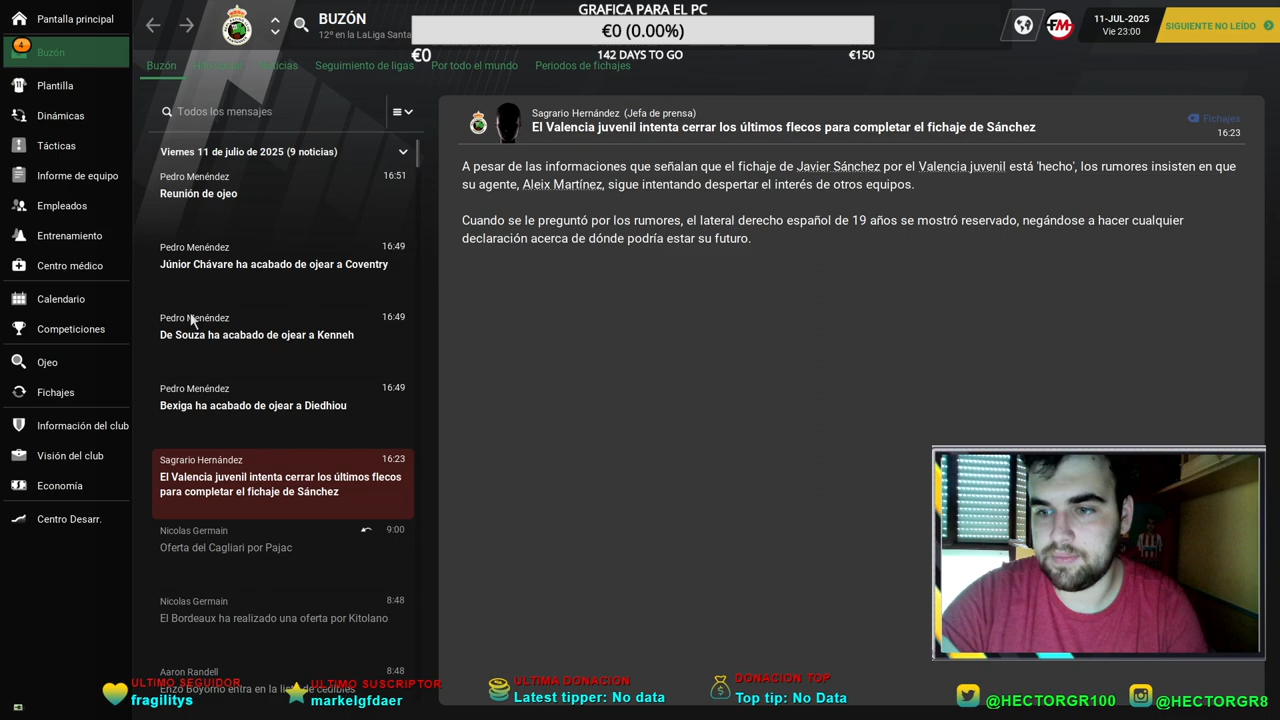 GRAFICA PARA EL PC
€0 (0.00%)
€0
142 DAYS TO GO
€150
BUZÓN
12º en la LaLiga Santa
11-JUL-2025
Vie 23:00
SIGUIENTE NO LEÍDO
Pantalla principal
4
Buzón
Plantilla
Dinámicas
Tácticas
Informe de equipo
Empleados
Entrenamiento
Centro médico
Calendario
Competiciones
Ojeo
Fichajes
Información del club
Visión del club
Economía
Centro Desarr.
Buzón
Seguimiento de ligas
Por todo el mundo
Periodos de fichajes
Todos los mensajes
Viernes 11 de julio de 2025 (9 noticias)
Pedro Menéndez 16:51
Reunión de ojeo
Pedro Menéndez 16:49
Júnior Chávare ha acabado de ojear a Coventry
Pedro Menéndez 16:49
De Souza ha acabado de ojear a Kenneh
Pedro Menéndez 16:49
Bexiga ha acabado de ojear a Diedhiou
Sagrario Hernández 16:23
El Valencia juvenil intenta cerrar los últimos flecos
para completar el fichaje de Sánchez
Nicolas Germain 9:00
Oferta del Cagliari por Pajac
Nicolas Germain 8:48
El Bordeaux ha realizado una oferta por Kitolano
Aaron Randell 8:48
Enzo Boyomo entra en la lista de cedibles
Sagrario Hernández (Jefa de prensa)
El Valencia juvenil intenta cerrar los últimos flecos para completar el fichaje de Sánchez
Fichajes
16:23
A pesar de las informaciones que señalan que el fichaje de Javier Sánchez por el Valencia juvenil está 'hecho', los rumores insisten en que
su agente, Aleix Martínez, sigue intentando despertar el interés de otros equipos.
Cuando se le preguntó por los rumores, el lateral derecho español de 19 años se mostró reservado, negándose a hacer cualquier
declaración acerca de dónde podría estar su futuro.
ULTIMO SEGUIDOR
fragilitys
ULTIMO SUSCRIPTOR
markelgfdaer
ULTIMA DONACION
Latest tipper: No data
DONACION TOP
Top tip: No Data
@HECTORGR100
@HECTORGR8